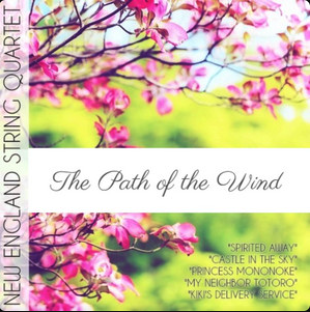 NEW ENGLAND STRING QUARTET
The Path of the Wind
"SPIRITED AWAY"
"CASTLE IN THE SKY"
"PRINCESS MONONOKE"
"MY NEIGHBOR TOTORO"
"KIKI'S DELIVERY SERVICE"